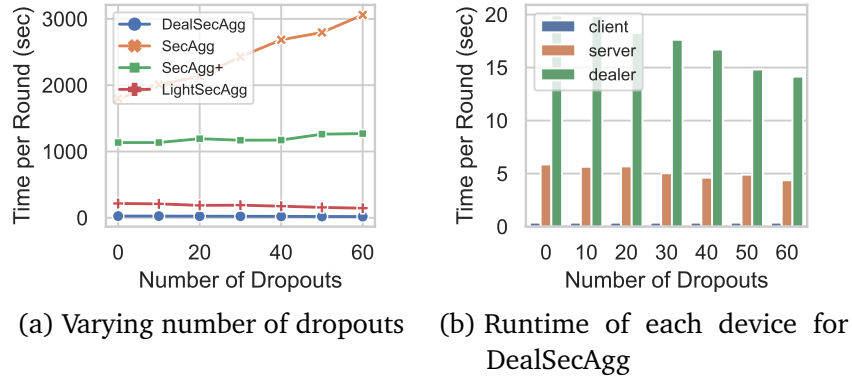 DealSecAgg
SecAgg
SecAgg+
LightSecAgg
Time per Round (sec)
3000
2000
1000
0
0 20 40 60
Number of Dropouts
(a) Varying number of dropouts
client
server
dealer
Time per Round (sec)
20
15
10
5
0
0 10 20 30 40 50 60
Number of Dropouts
(b) Runtime of each device for
DealSecAgg